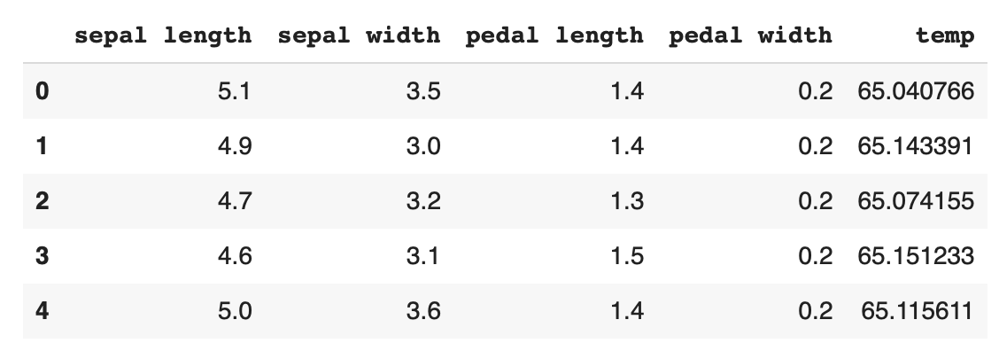 sepal length sepal width pedal length pedal width temp
0 5.1 3.5 1.4 0.2 65.040766
1 4.9 3.0 1.4 0.2 65.143391
2 4.7 3.2 1.3 0.2 65.074155
3 4.6 3.1 1.5 0.2 65.151233
4 5.0 3.6 1.4 0.2 65.115611